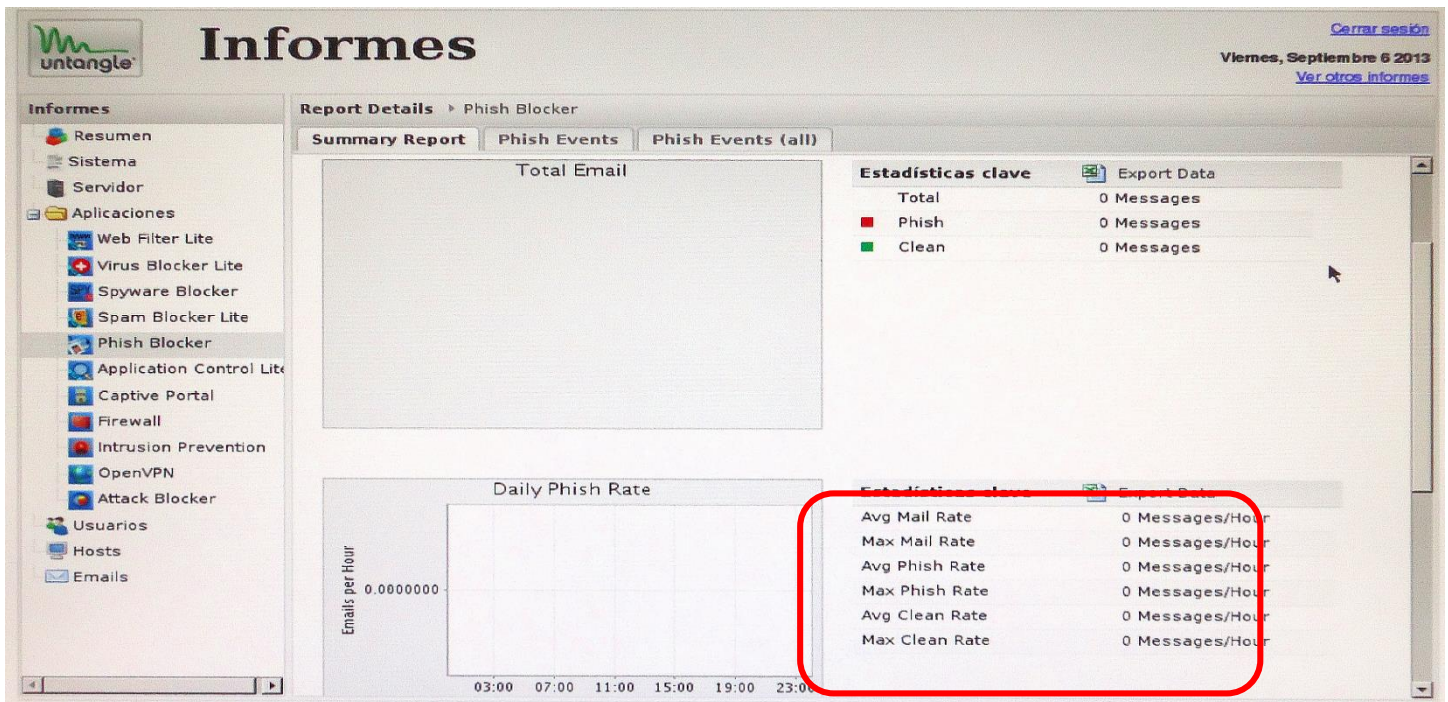 untangle
Informes
Cerrar sesión
Viernes, Septiembre 6 2013
Ver otros informes
Informes
Resumen
Sistema
Servidor
Aplicaciones
Web Filter Lite
Virus Blocker Lite
Spyware Blocker
Spam Blocker Lite
Phish Blocker
Application Control Lite
Captive Portal
Firewall
Intrusion Prevention
OpenVPN
Attack Blocker
Usuarios
Hosts
Emails
Report Details Phish Blocker
Summary Report Phish Events Phish Events (all)
Total Email
Estadísticas clave Export Data
Total 0 Messages
Phish 0 Messages
Clean 0 Messages
Daily Phish Rate
Emails per Hour
0.0000000
03:00 07:00 11:00 15:00 19:00 23:00
Estadísticas clave Export Data
Avg Mail Rate 0 Messages/Hour
Max Mail Rate 0 Messages/Hour
Avg Phish Rate 0 Messages/Hour
Max Phish Rate 0 Messages/Hour
Avg Clean Rate 0 Messages/Hour
Max Clean Rate 0 Messages/Hour